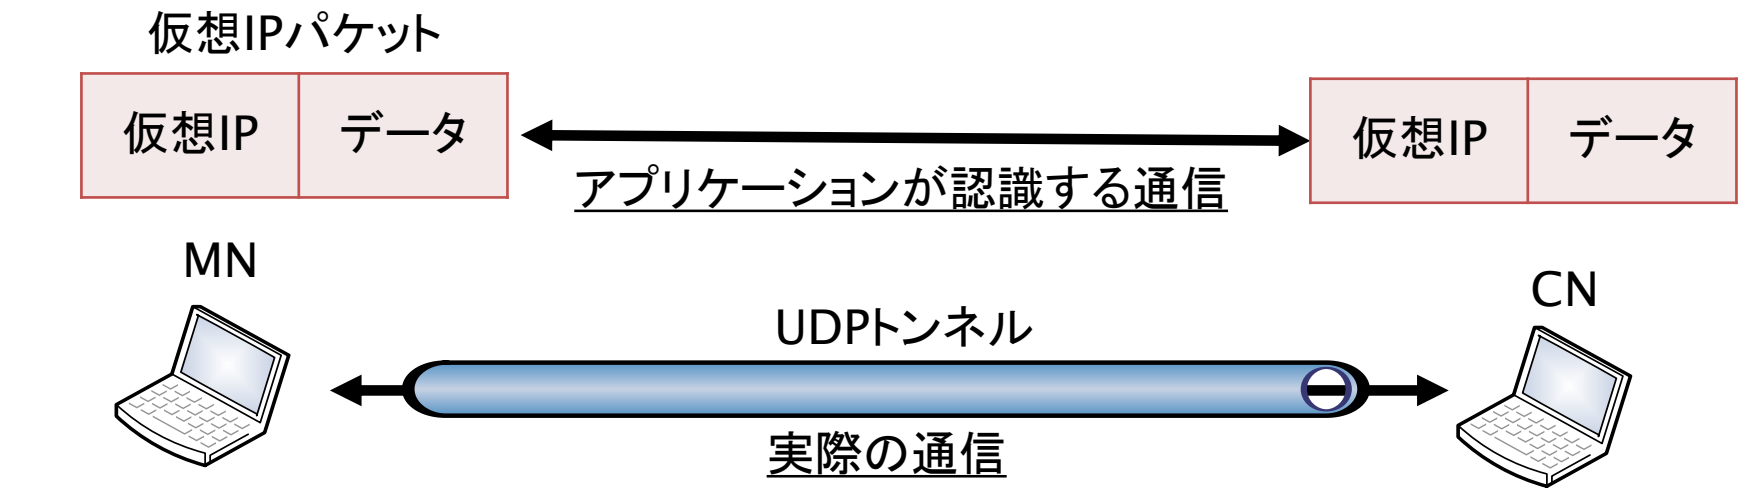 仮想IPパケット
仮想IP データ
仮想IP データ
アプリケーションが認識する通信
MN
CN
UDPトンネル
実際の通信